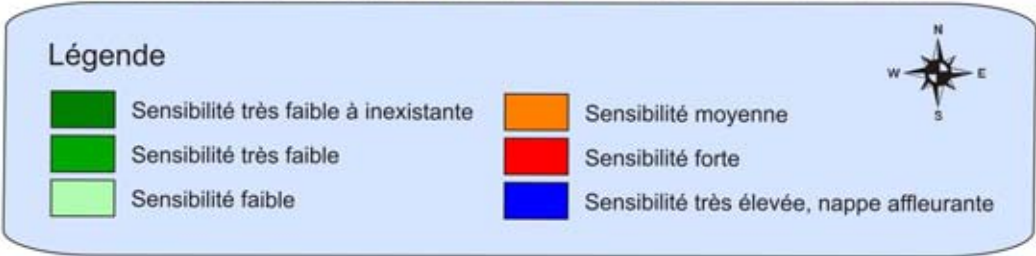 Légende
N
W E
S
Sensibilité très faible à inexistante
Sensibilité très faible
Sensibilité faible
Sensibilité moyenne
Sensibilité forte
Sensibilité très élevée, nappe affleurante